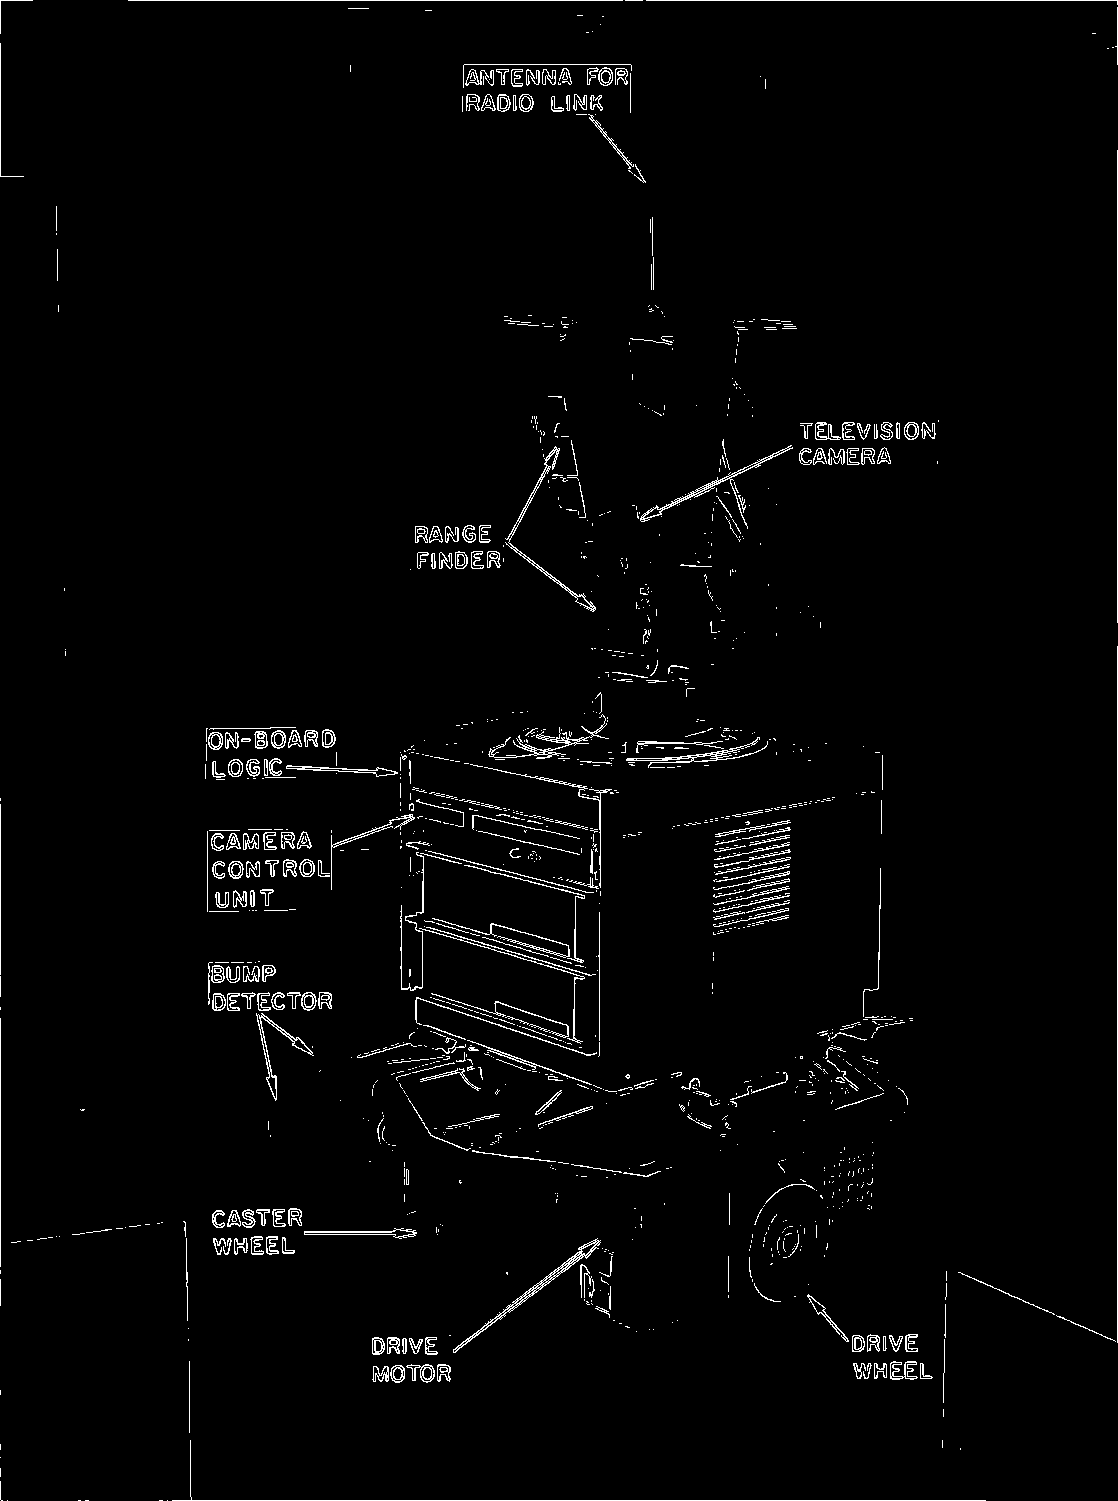 ANTENNA FOR
RADIO LINK
TELEVISION
CAMERA
RANGE
FINDER
ON-BOARD
LOGIC
CAMERA
CONTROL
UNIT
BUMP
DETECTOR
CASTER
WHEEL
DRIVE
MOTOR
DRIVE
WHEEL